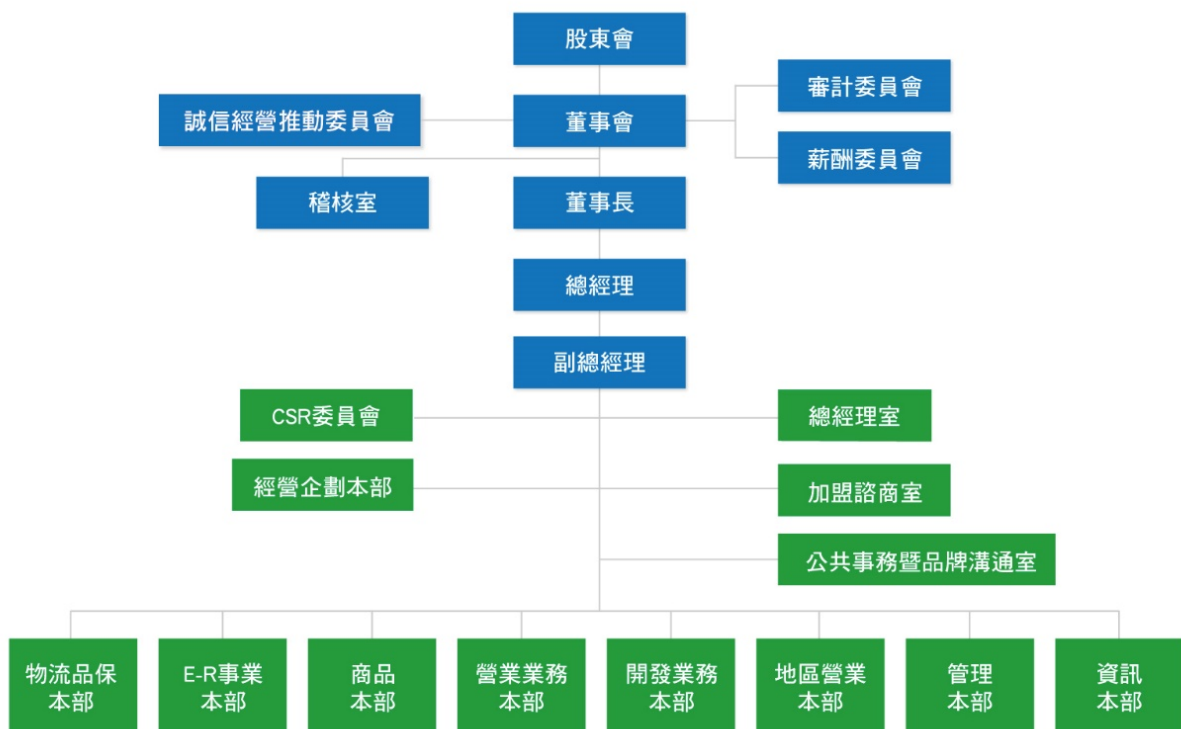 股東會
審計委員會
誠信經營推動委員會
董事會
薪酬委員會
稽核室
董事長
總經理
副總經理
CSR委員會
總經理室
經營企劃本部
加盟諮商室
公共事務暨品牌溝通室
物流品保
本部
E-R事業
本部
商品
本部
營業業務
本部
開發業務
本部
地區營業
本部
管理
本部
資訊
本部